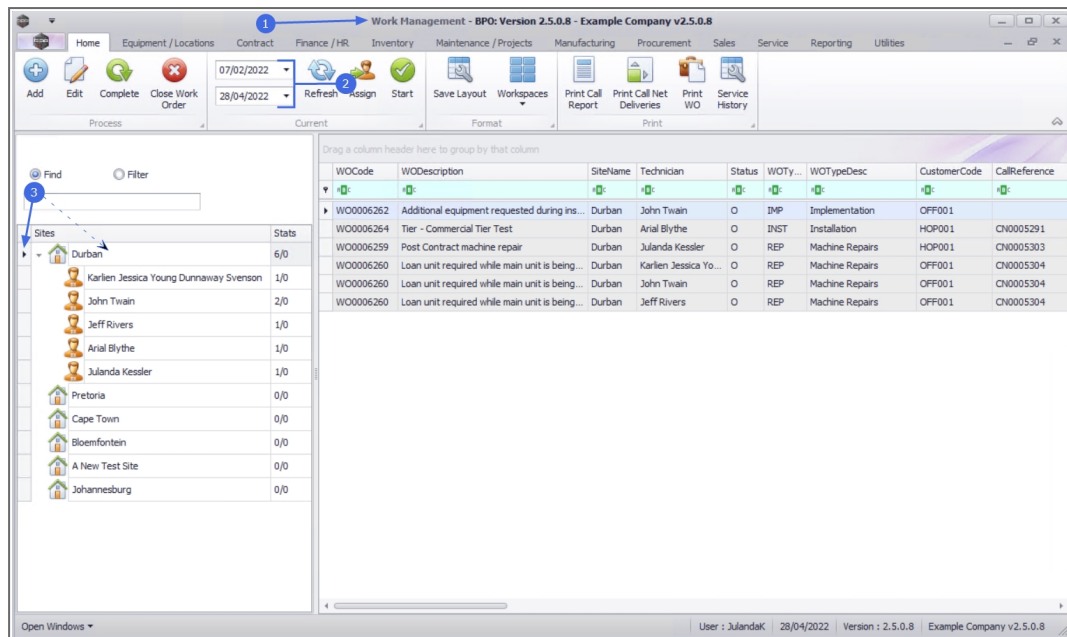 1
Work Management - BPO: Version 2.5.0.8 - Example Company v2.5.0.8
Home Equipment / Locations Contract Finance / HR Inventory Maintenance / Projects Manufacturing Procurement Sales Service Reporting Utilities
Add Edit Complete Close Work Order
07/02/2022
28/04/2022
2
Refresh Assign Start Save Layout Workspaces Print Call Report Print Call Net Deliveries Print WO Service History
Process Current Format Print
Drag a column header here to group by that column
Find Filter
3
Sites Stats
Durban 6/0
Karlien Jessica Young Dunnaway Svenson 1/0
John Twain 2/0
Jeff Rivers 1/0
Arial Blythe 1/0
Julanda Kessler 1/0
Pretoria 0/0
Cape Town 0/0
Bloemfontein 0/0
A New Test Site 0/0
Johannesburg 0/0
WOCode WODescription SiteName Technician Status WOTy... WOTypeDesc CustomerCode CallReference
WO0006262 Additional equipment requested during ins... Durban John Twain O IMP Implementation OFF001
WO0006264 Tier - Commercial Tier Test Durban Arial Blythe O INST Installation HOP001 CN0005291
WO0006259 Post Contract machine repair Durban Julanda Kessler O REP Machine Repairs HOP001 CN0005303
WO0006260 Loan unit required while main unit is being... Durban Karlien Jessica Yo... O REP Machine Repairs OFF001 CN0005304
WO0006260 Loan unit required while main unit is being... Durban John Twain O REP Machine Repairs OFF001 CN0005304
WO0006260 Loan unit required while main unit is being... Durban Jeff Rivers O REP Machine Repairs OFF001 CN0005304
Open Windows User : JulandaK 28/04/2022 Version : 2.5.0.8 Example Company v2.5.0.8